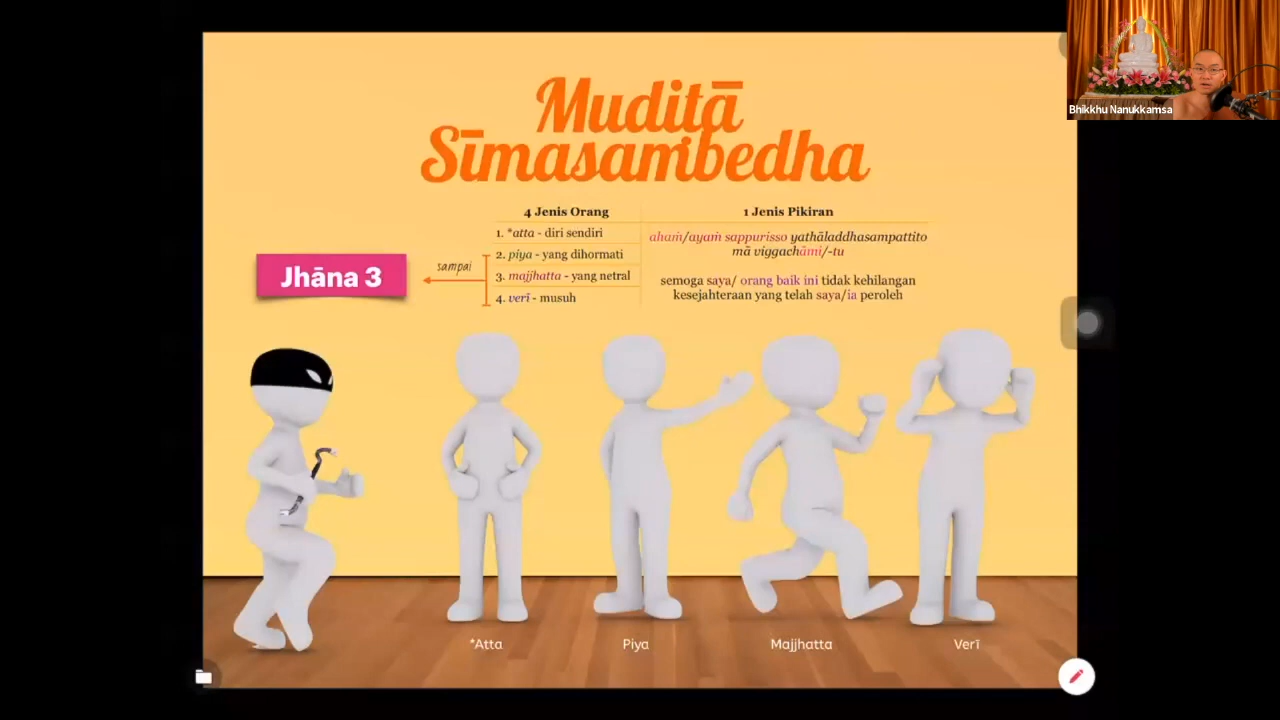 Bhikkhu Nanukkamsa
Muditā
Sīmasaṁbedha
4 Jenis Orang
1. *atta - diri sendiri
2. piya - yang dihormati
3. majjhatta - yang netral
4. verī - musuh
1 Jenis Pikiran
ahaṁ/ayaṁ sappurisso yathāladdhasampattito
mā viggachāmi/-tu
semoga saya/ orang baik ini tidak kehilangan
kesejahteraan yang telah saya/ia peroleh
sampai
Jhāna 3
*Atta
Piya
Majjhatta
Verī